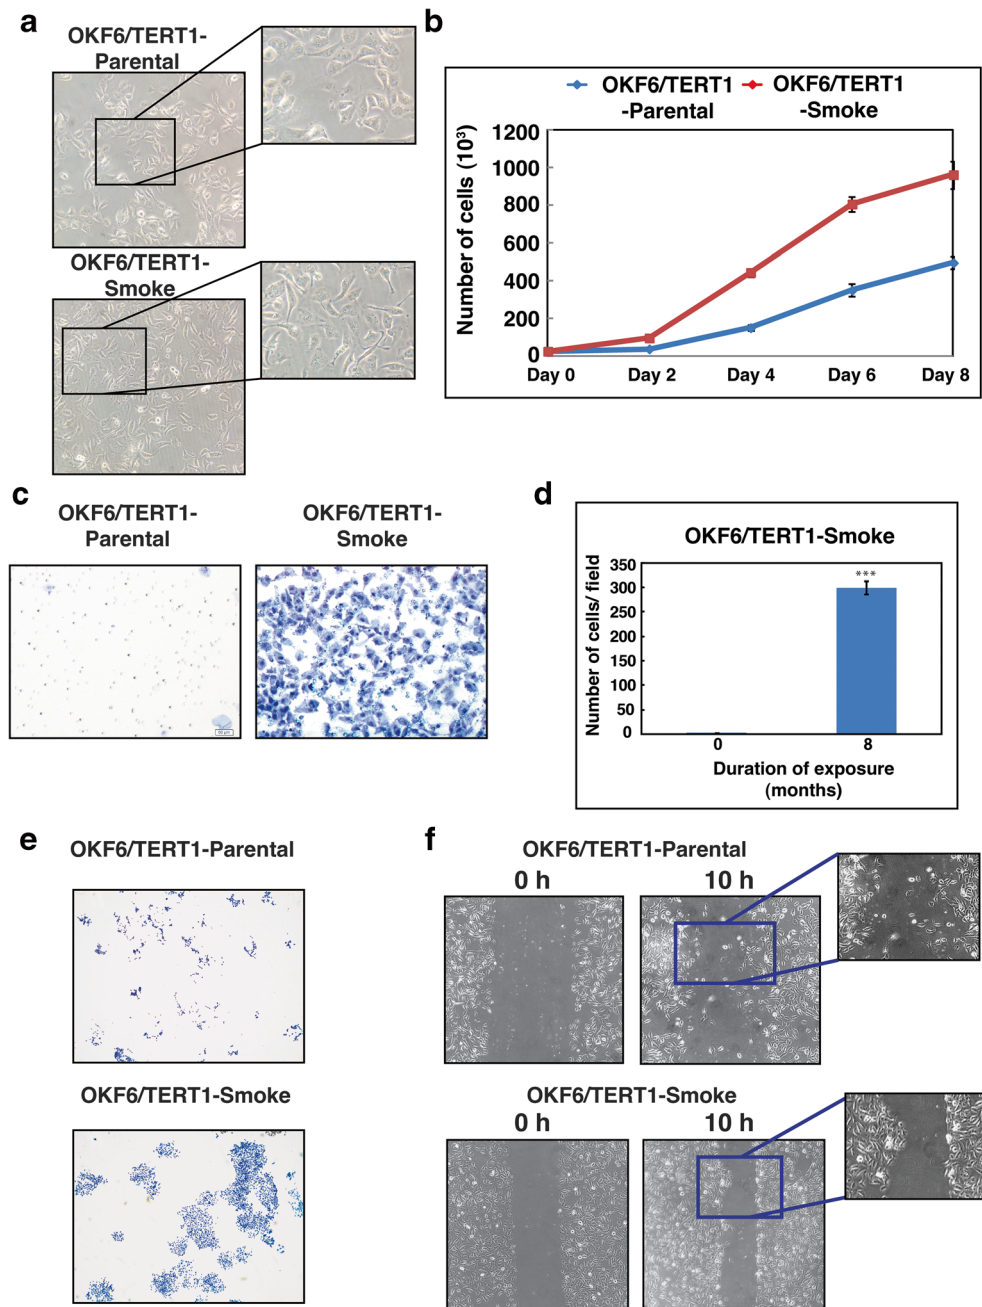 a
OKF6/TERT1-
Parental
OKF6/TERT1-
Smoke
b
OKF6/TERT1
-Parental
OKF6/TERT1
-Smoke
Number of cells (10³)
1200
1000
800
600
400
200
0
Day 0
Day 2
Day 4
Day 6
Day 8
c
OKF6/TERT1-
Parental
OKF6/TERT1-
Smoke
d
OKF6/TERT1-Smoke
Number of cells/ field
350
300
250
200
150
100
50
0
***
0
8
Duration of exposure
(months)
e
OKF6/TERT1-Parental
OKF6/TERT1-Smoke
f
OKF6/TERT1-Parental
0 h
10 h
OKF6/TERT1-Smoke
0 h
10 h